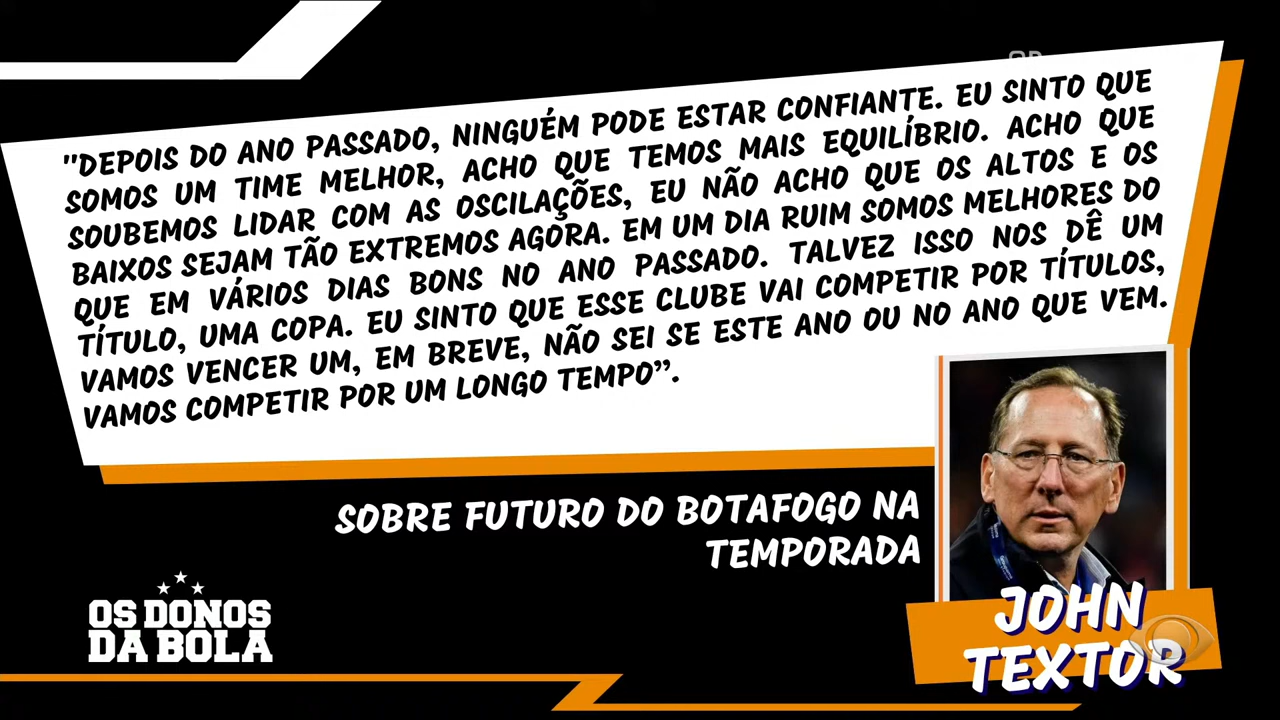 "DEPOIS DO ANO PASSADO, NINGUÉM PODE ESTAR CONFIANTE. EU SINTO QUE
SOMOS UM TIME MELHOR, ACHO QUE TEMOS MAIS EQUILÍBRIO. ACHO QUE
SOUBEMOS LIDAR COM AS OSCILAÇÕES, EU NÃO ACHO QUE OS ALTOS E OS
BAIXOS SEJAM TÃO EXTREMOS AGORA. EM UM DIA RUIM SOMOS MELHORES DO
QUE EM VÁRIOS DIAS BONS NO ANO PASSADO. TALVEZ ISSO NOS DÊ UM
TÍTULO, UMA COPA. EU SINTO QUE ESSE CLUBE VAI COMPETIR POR TÍTULOS,
VAMOS VENCER UM, EM BREVE, NÃO SEI SE ESTE ANO OU NO ANO QUE VEM.
VAMOS COMPETIR POR UM LONGO TEMPO”.
SOBRE FUTURO DO BOTAFOGO NA
TEMPORADA
OS DONOS
DA BOLA
JOHN
TEXTOR